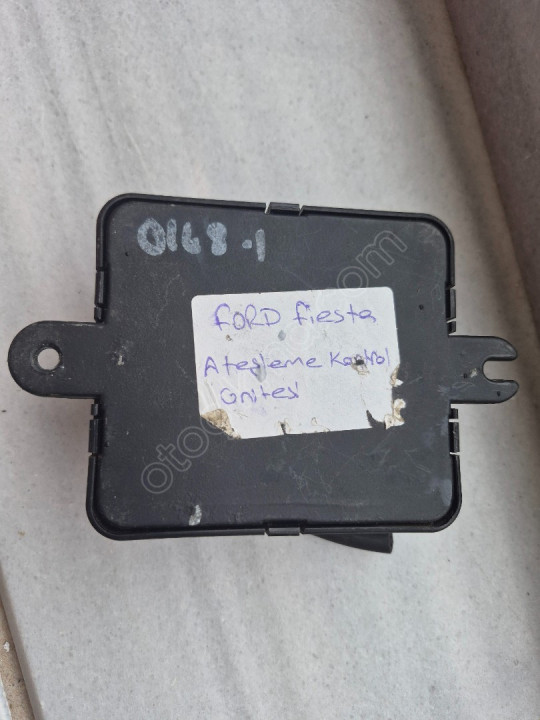 0148-1
FORD fiesta
Ateşleme Kontrol
ünitesi